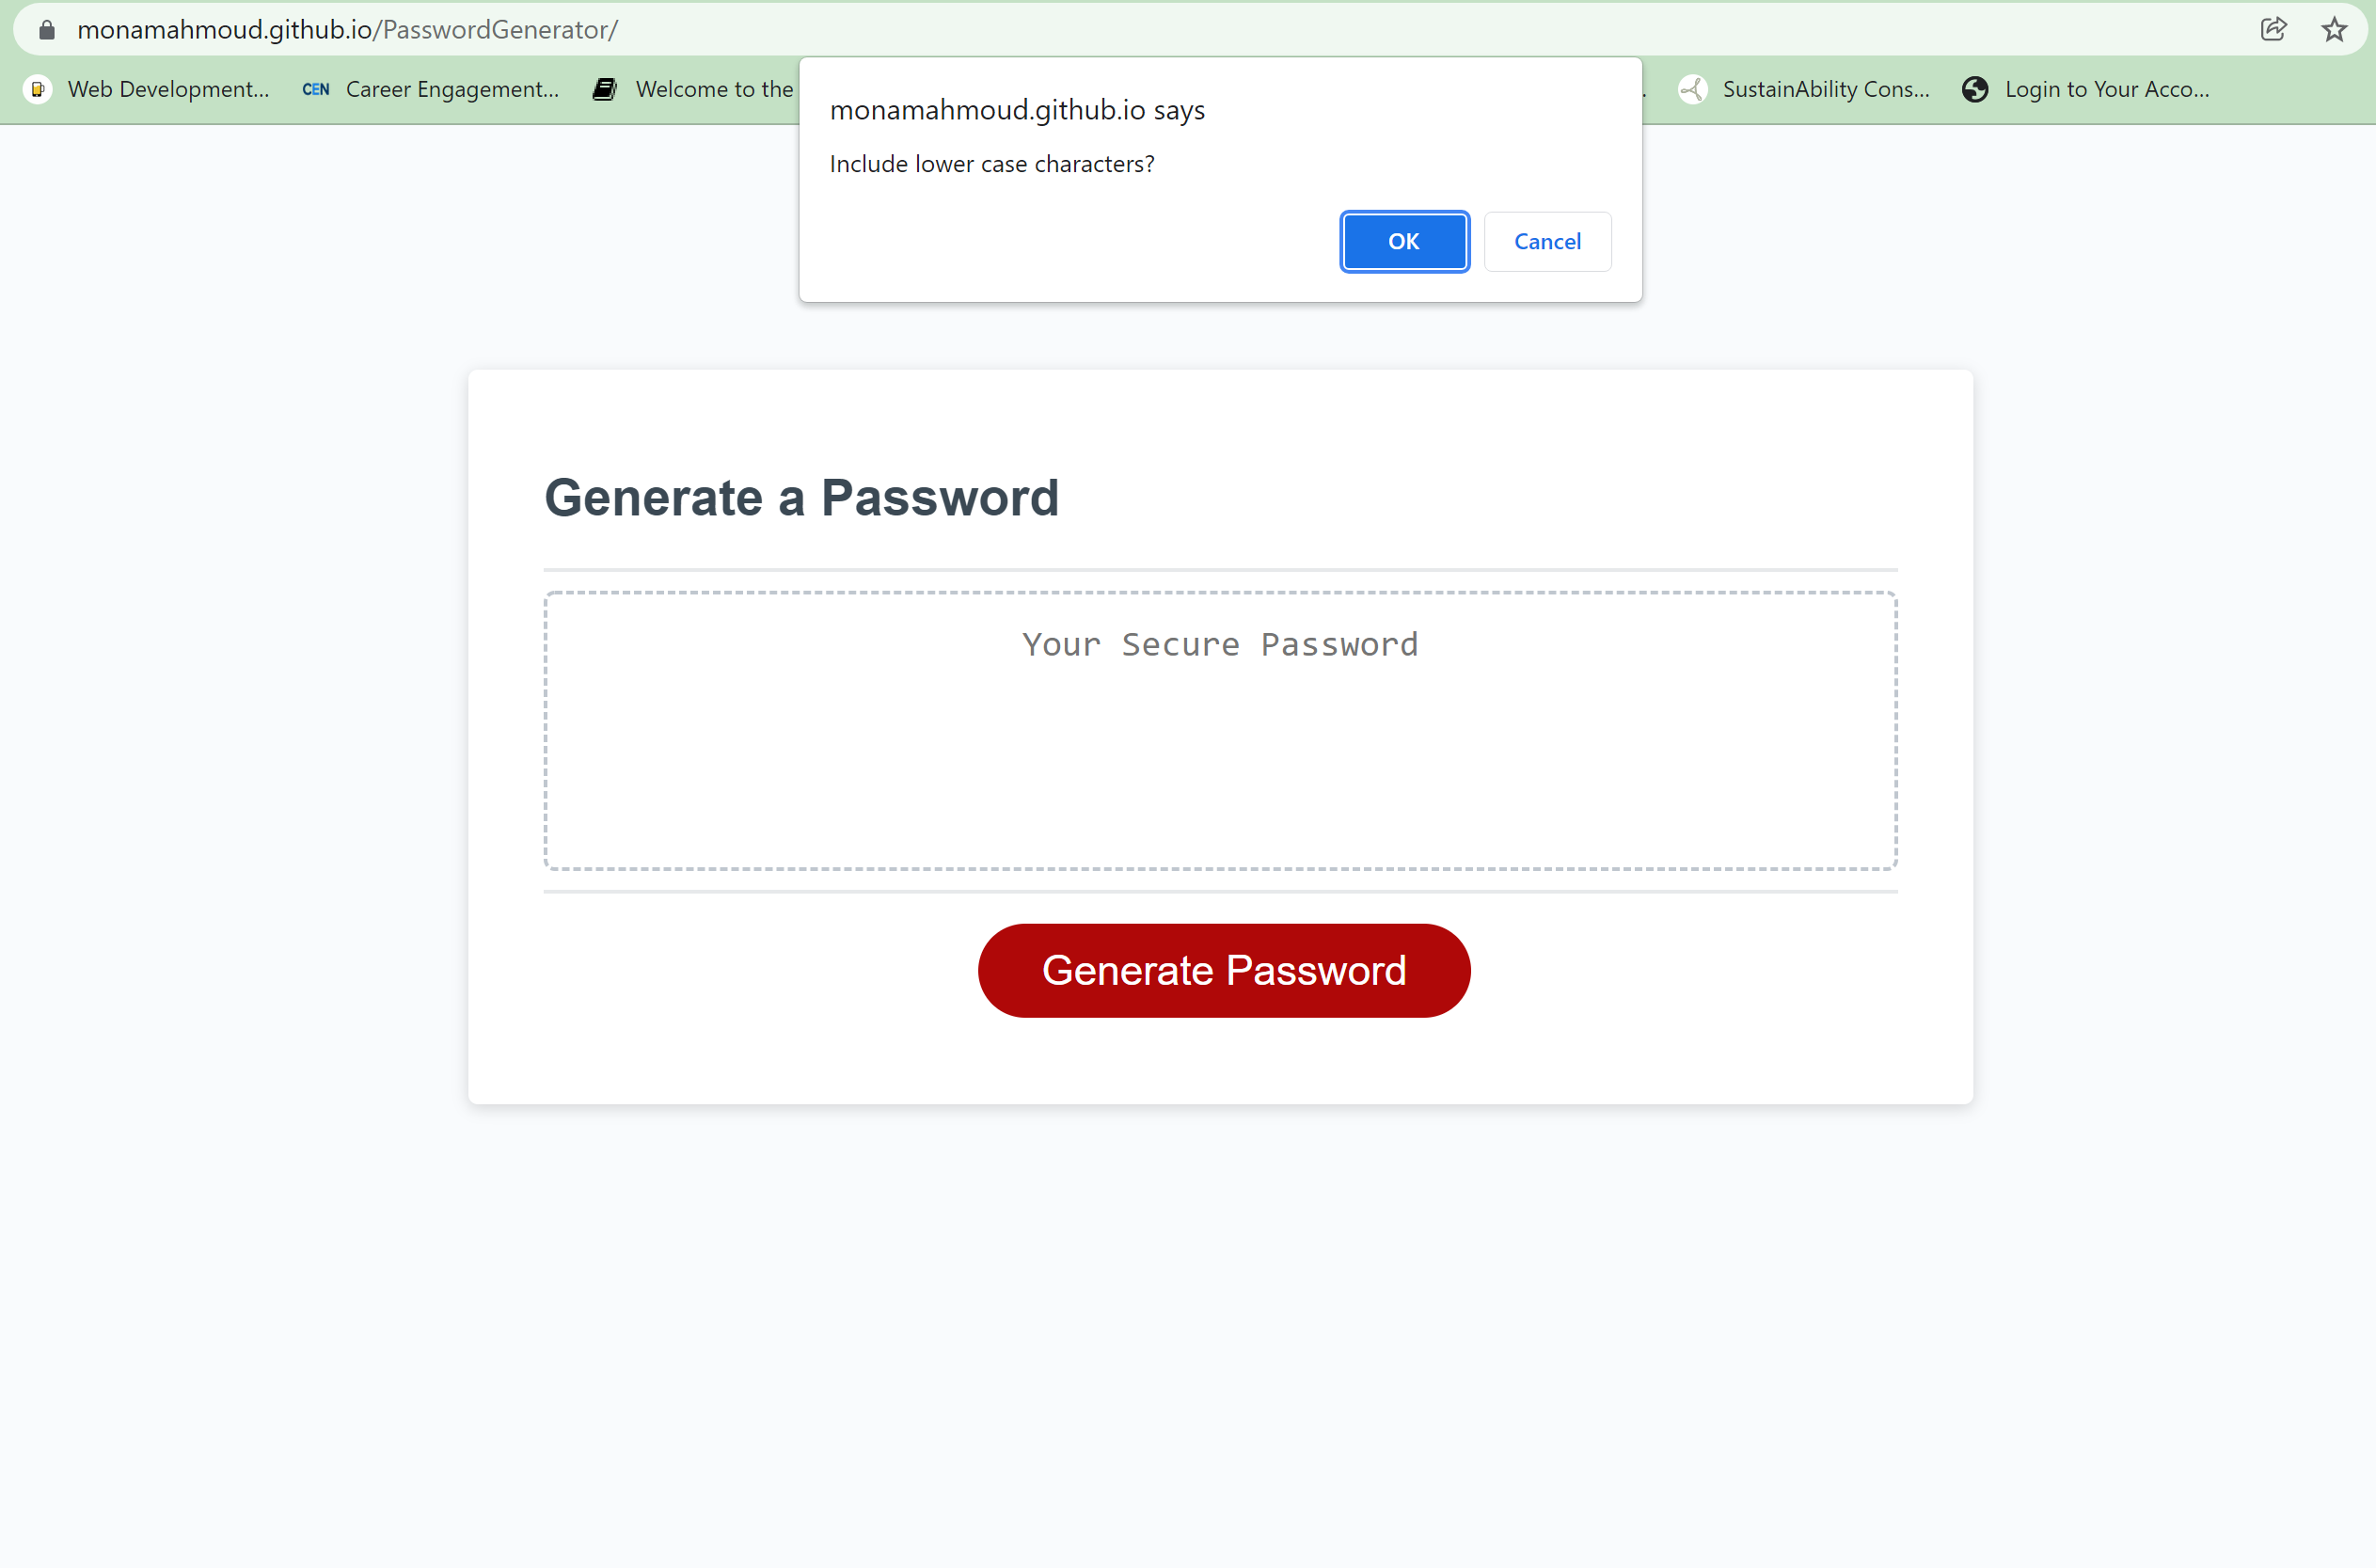 monamahmoud.github.io/PasswordGenerator/
Web Development... CEN Career Engagement... Welcome to the . SustainAbility Cons... Login to Your Acco...
monamahmoud.github.io says
Include lower case characters?
OK Cancel
Generate a Password
Your Secure Password
Generate Password